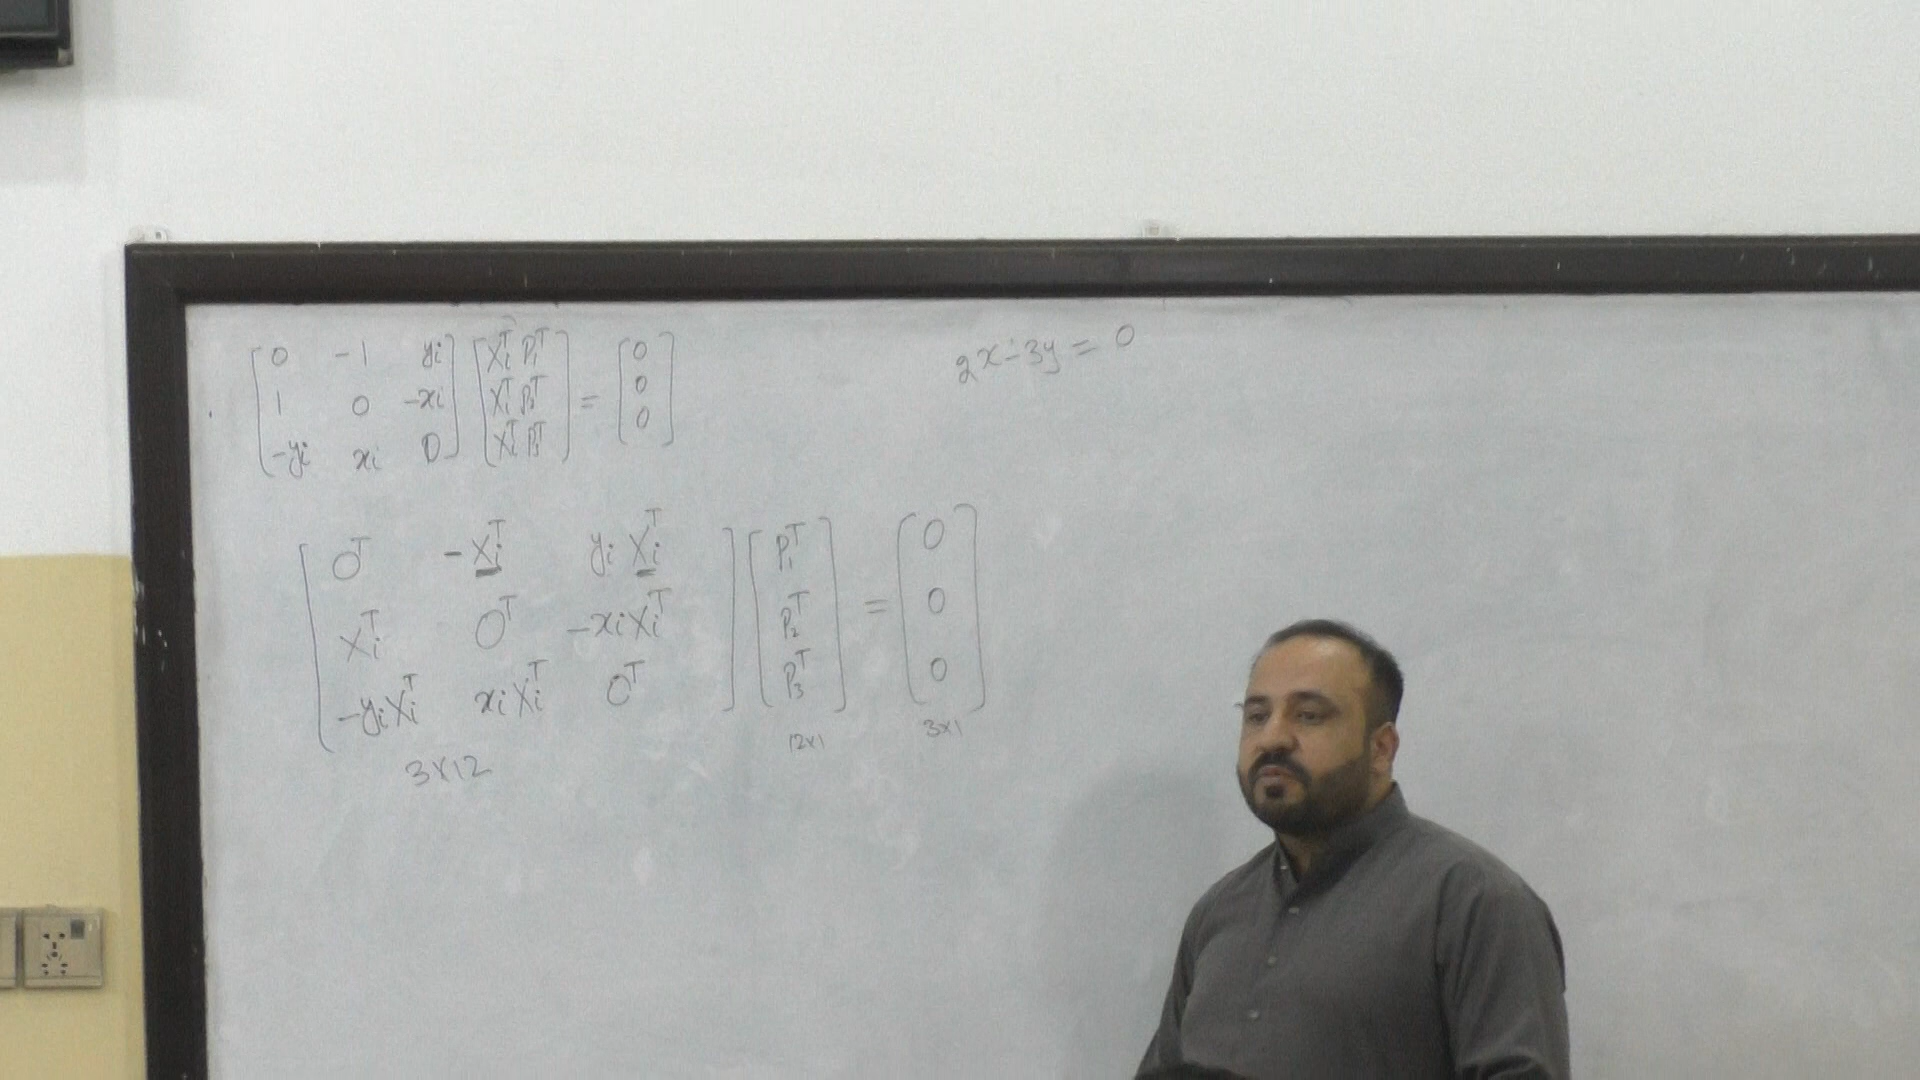 [0 -1 yi] [Xi^T P1^T] = [0]
[1 0 -xi] [Xi^T P2^T] [0]
[-yi xi 0] [Xi^T P3^T] [0]
2x-3y = 0
[0^T -Xi^T yi Xi^T] [P1^T] = [0]
[Xi^T 0^T -xi Xi^T] [P2^T] [0]
[-yi Xi^T xi Xi^T 0^T] [P3^T] [0]
3x12 12x1 3x1